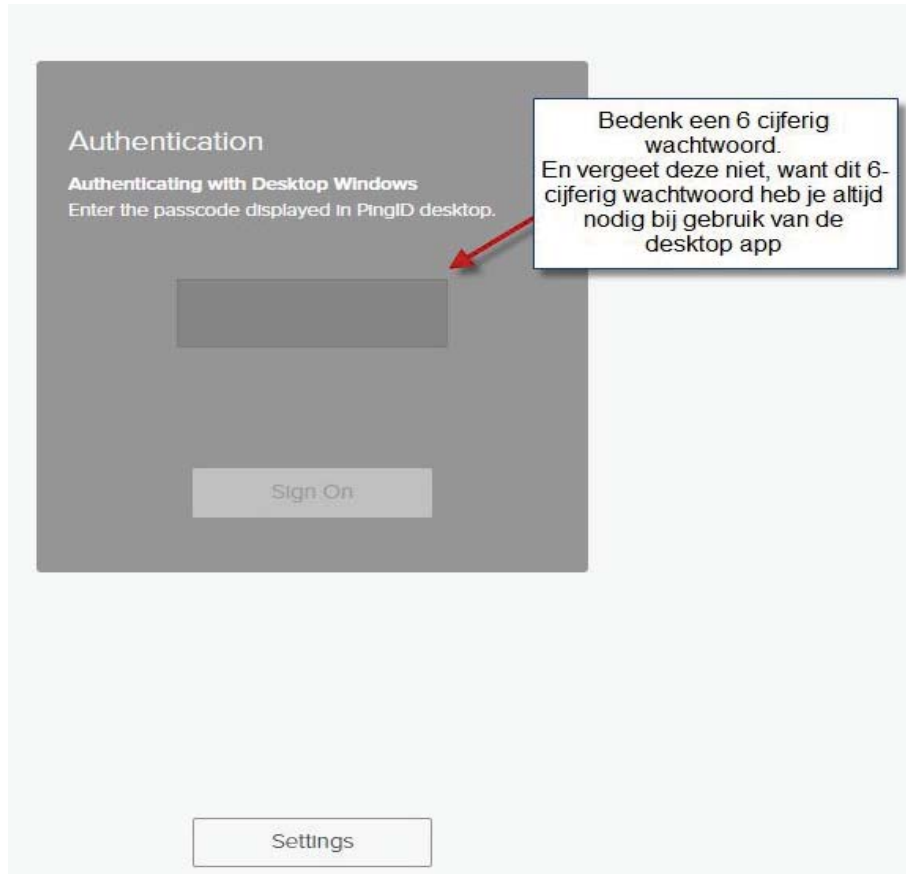 Authentication
Authenticating with Desktop Windows
Enter the passcode displayed in PingID desktop.
Bedenk een 6 cijferig
wachtwoord.
En vergeet deze niet, want dit 6-
cijferig wachtwoord heb je altijd
nodig bij gebruik van de
desktop app
Sign On
Settings